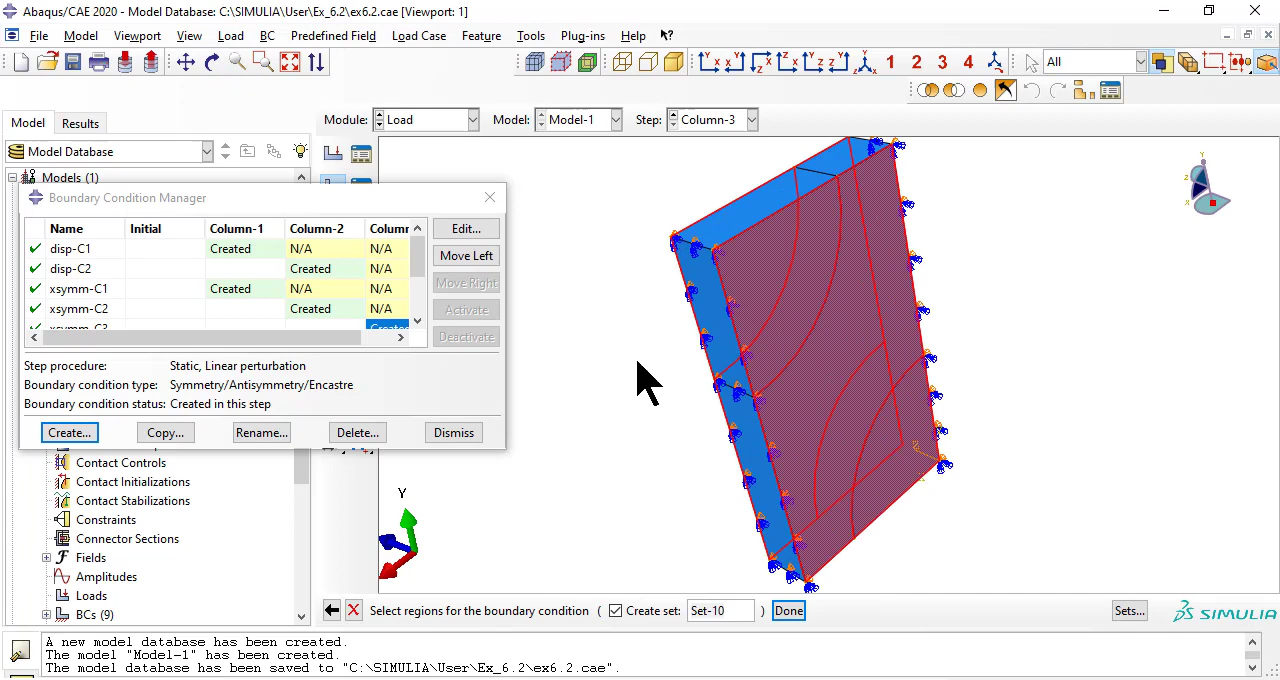 Abaqus/CAE 2020 - Model Database: C:\SIMULIA\User\Ex_6.2\ex6.2.cae [Viewport: 1]
File Model Viewport View Load BC Predefined Field Load Case Feature Tools Plug-ins Help
1 2 3 4 All
Model Results Module: Load Model: Model-1 Step: Column-3
Model Database
Models (1)
Boundary Condition Manager
Name Initial Column-1 Column-2 Colum Edit...
disp-C1 Created N/A N/A Move Left
disp-C2 Created N/A Move Right
xsymm-C1 Created N/A N/A Activate
xsymm-C2 Created N/A Deactivate
xsymm-C3 Create
Step procedure: Static, Linear perturbation
Boundary condition type: Symmetry/Antisymmetry/Encastre
Boundary condition status: Created in this step
Create... Copy... Rename... Delete... Dismiss
Contact Controls
Contact Initializations
Contact Stabilizations
Constraints
Connector Sections
Fields
Amplitudes
Loads
BCs (9)
Y
Y
Z
X
Select regions for the boundary condition ( Create set: Set-10 ) Done Sets... SIMULIA
A new model database has been created.
The model "Model-1" has been created.
The model database has been saved to "C:\SIMULIA\User\Ex_6.2\ex6.2.cae".